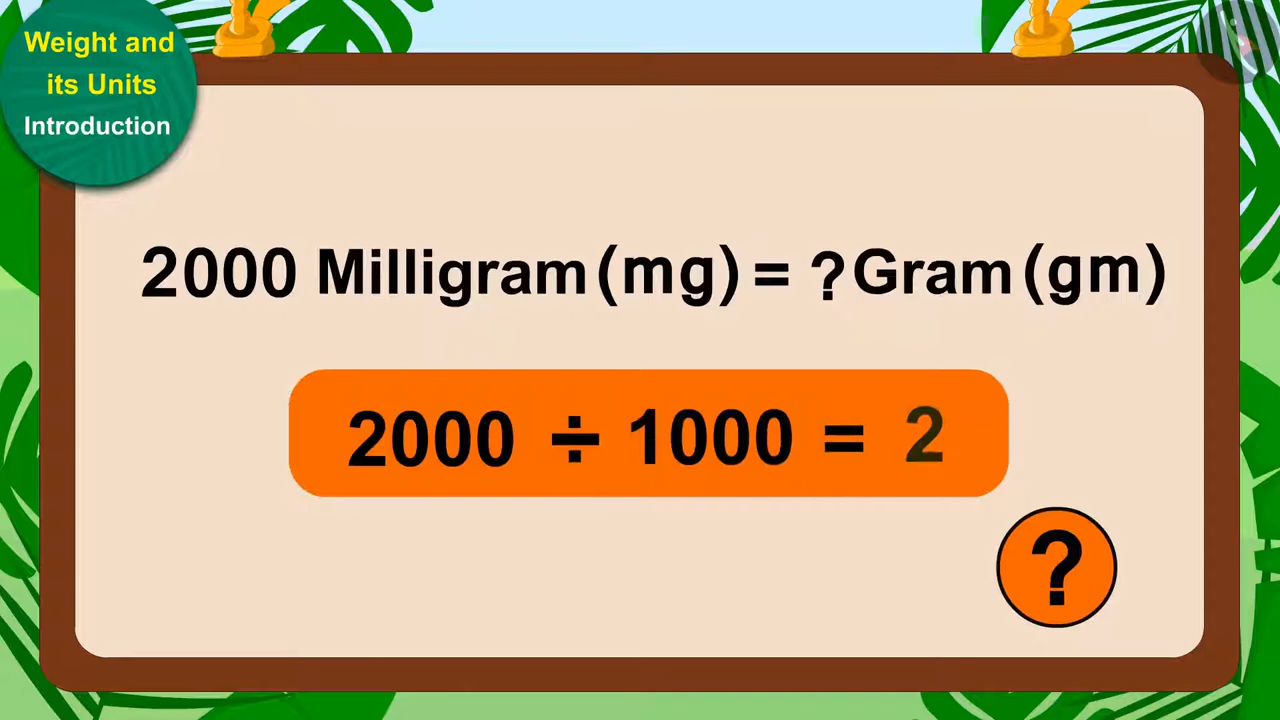 Weight and
its Units
Introduction
2000 Milligram (mg) = ? Gram (gm)
2000 ÷ 1000 = 2
?